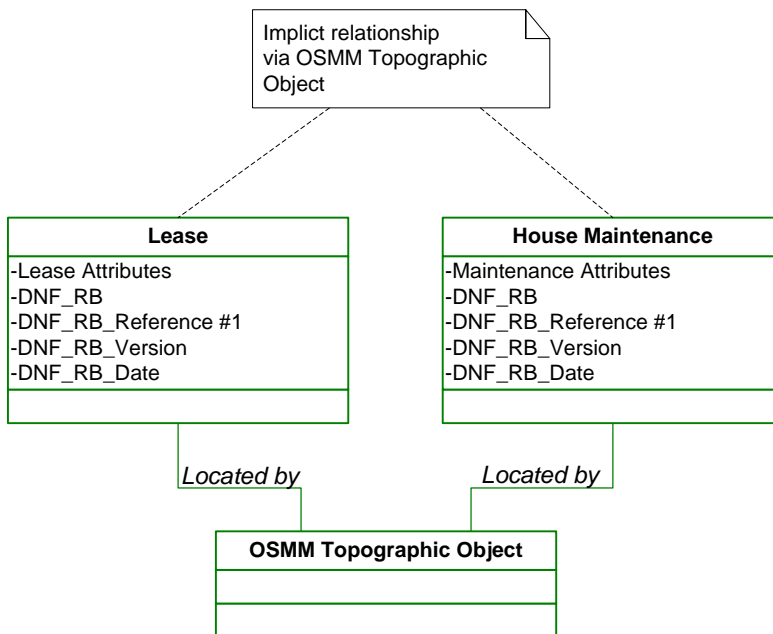 Implict relationship
via OSMM Topographic
Object
Lease
-Lease Attributes
-DNF_RB
-DNF_RB_Reference #1
-DNF_RB_Version
-DNF_RB_Date
House Maintenance
-Maintenance Attributes
-DNF_RB
-DNF_RB_Reference #1
-DNF_RB_Version
-DNF_RB_Date
Located by
Located by
OSMM Topographic Object